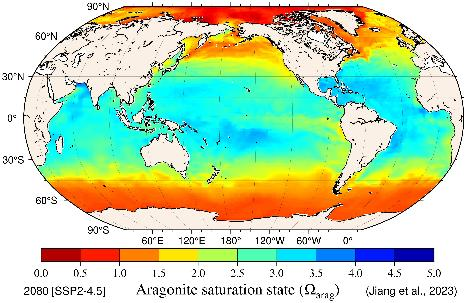 90°N
60°N
30°N
0°
30°S
60°S
90°S
60°E 120°E 180° 120°W 60°W 0°
0.0 0.5 1.0 1.5 2.0 2.5 3.0 3.5 4.0 4.5 5.0
2080 [SSP2-4.5] Aragonite saturation state (Ωarag) (Jiang et al., 2023)